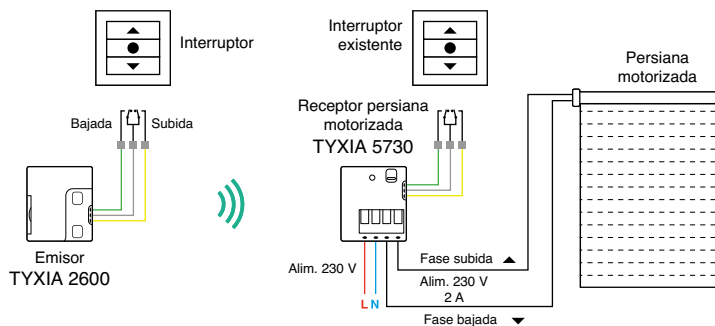 Interruptor
Bajada
Subida
Emisor
TYXIA 2600
Interruptor
existente
Receptor persiana
motorizada
TYXIA 5730
Alim. 230 V
L N
Fase subida
Alim. 230 V
2 A
Fase bajada
Persiana
motorizada